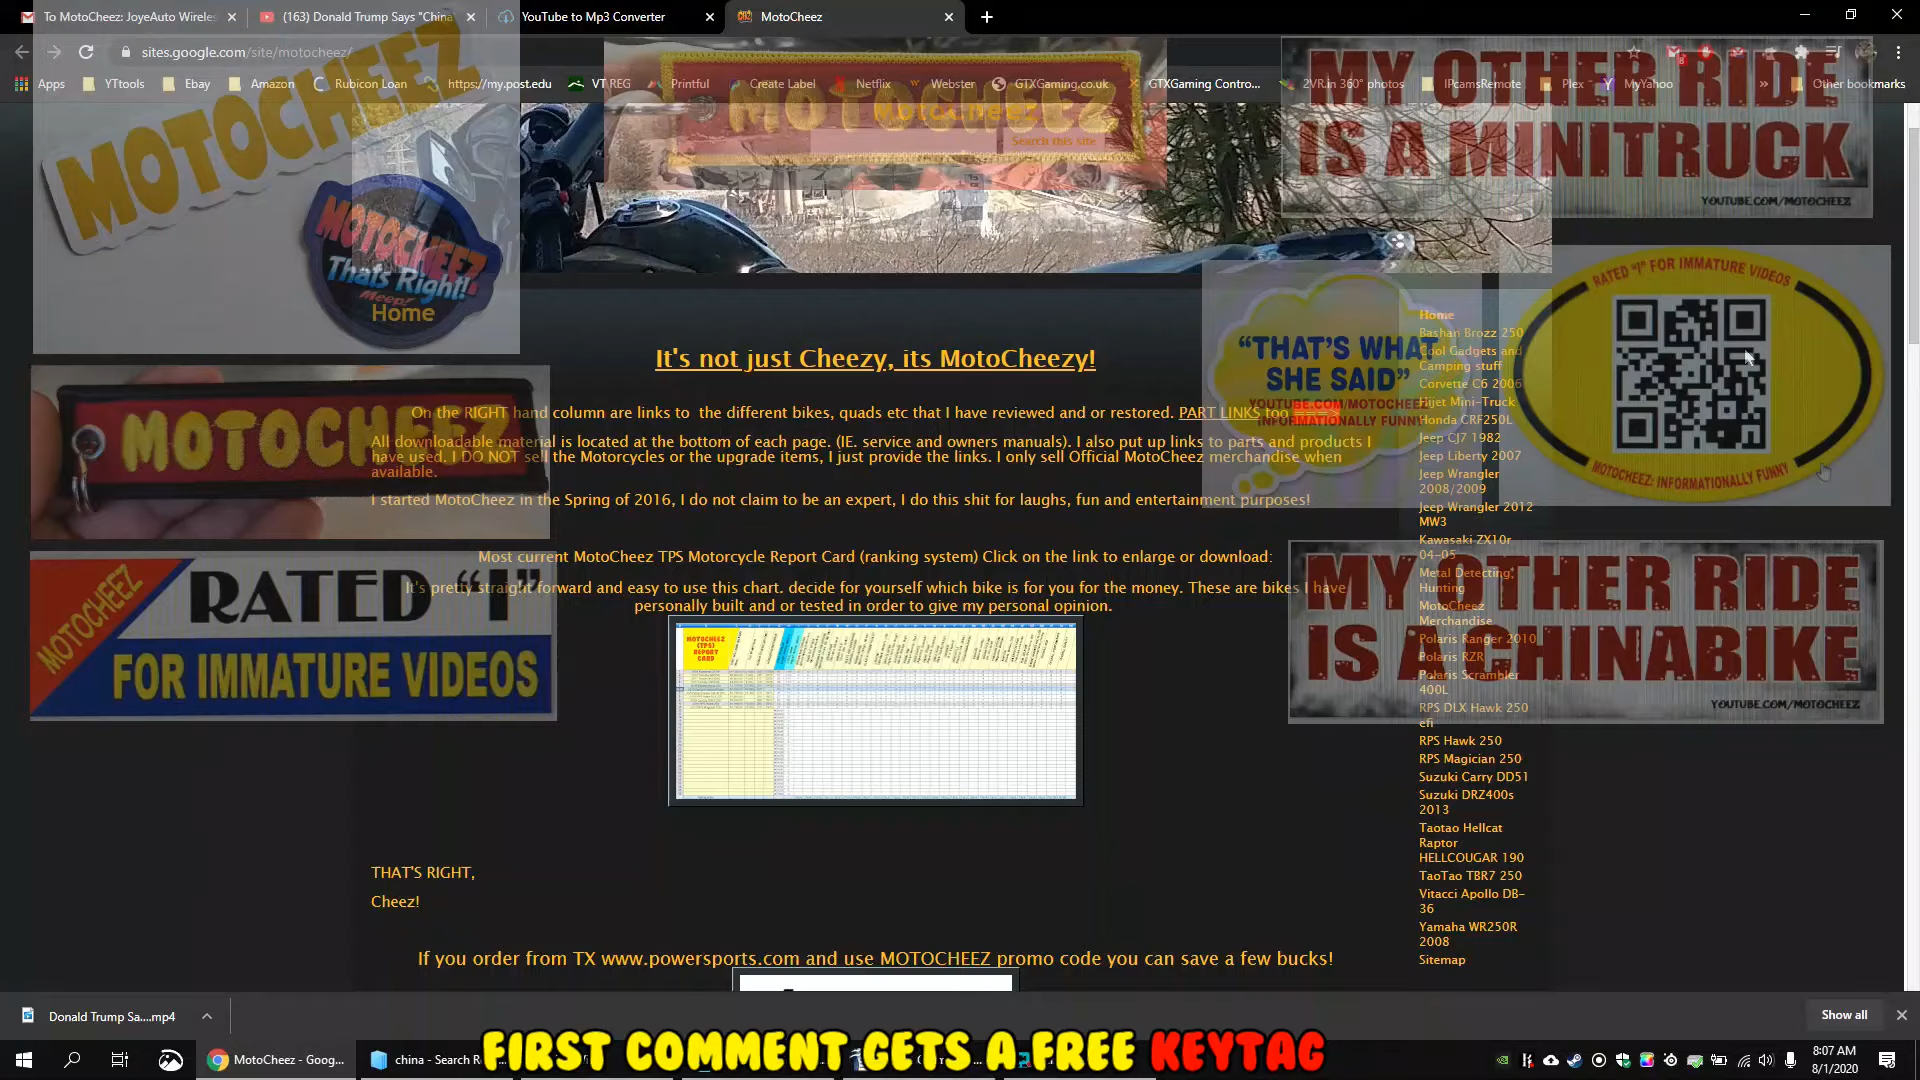 To MotoCheez: JoyeAuto Wireles
(163) Donald Trump Says "China
YouTube to Mp3 Converter
MotoCheez
sites.google.com/site/motocheez/
Apps
YTtools
Ebay
Amazon
Rubicon Loan
https://my.post.edu
VT REG
Printful
Create Label
Netflix
Webster
GTXGaming.co.uk
GTXGaming Contro...
2VR.in 360° photos
IPcamsRemote
Plex
MyYahoo
»
Other bookmarks
MOTOCHEEZ
MOTOCHEEZ
Thats Right!
Meep!
MOTOCHEEZ
MotoCheez
Search this site
MY OTHER RIDE
IS A MINITRUCK
YOUTUBE.COM/MOTOCHEEZ
Home
It's not just Cheezy, its MotoCheezy!
On the RIGHT hand column are links to the different bikes, quads etc that I have reviewed and or restored. PART LINKS too ===>
All downloadable material is located at the bottom of each page. (IE. service and owners manuals). I also put up links to parts and products I
have used. I DO NOT sell the Motorcycles or the upgrade items, I just provide the links. I only sell Official MotoCheez merchandise when
available.
I started MotoCheez in the Spring of 2016, I do not claim to be an expert, I do this shit for laughs, fun and entertainment purposes!
Most current MotoCheez TPS Motorcycle Report Card (ranking system) Click on the link to enlarge or download:
It's pretty straight forward and easy to use this chart. decide for yourself which bike is for you for the money. These are bikes I have
personally built and or tested in order to give my personal opinion.
MOTOCHEEZ
(TPS)
REPORT
CARD
THAT'S RIGHT,
Cheez!
If you order from TX www.powersports.com and use MOTOCHEEZ promo code you can save a few bucks!
MOTOCHEEZ
MOTOCHEEZ
RATED "I"
FOR IMMATURE VIDEOS
"THAT'S WHAT
SHE SAID"
YOUTUBE.COM/MOTOCHEEZ
INFORMATIONALLY FUNNY
Home
Bashan Brozz 250
Cool Gadgets and
Camping stuff
Corvette C6 2006
Hijet Mini-Truck
Honda CRF250L
Jeep CJ7 1982
Jeep Liberty 2007
Jeep Wrangler
2008/2009
Jeep Wrangler 2012
MW3
Kawasaki ZX10r
04-05
Metal Detecting,
Hunting
MotoCheez
Merchandise
Polaris Ranger 2010
Polaris RZR
Polaris Scrambler
400L
RPS DLX Hawk 250
efi
RPS Hawk 250
RPS Magician 250
Suzuki Carry DD51
Suzuki DRZ400s
2013
Taotao Hellcat
Raptor
HELLCOUGAR 190
TaoTao TBR7 250
Vitacci Apollo DB-
36
Yamaha WR250R
2008
Sitemap
RATED "I" FOR IMMATURE VIDEOS
MOTOCHEEZ: INFORMATIONALLY FUNNY
MY OTHER RIDE
IS A CHINABIKE
YOUTUBE.COM/MOTOCHEEZ
Donald Trump Sa....mp4
Show all
MotoCheez - Goog...
china - Search R
FIRST COMMENT GETS A FREE KEYTAG
8:07 AM
8/1/2020